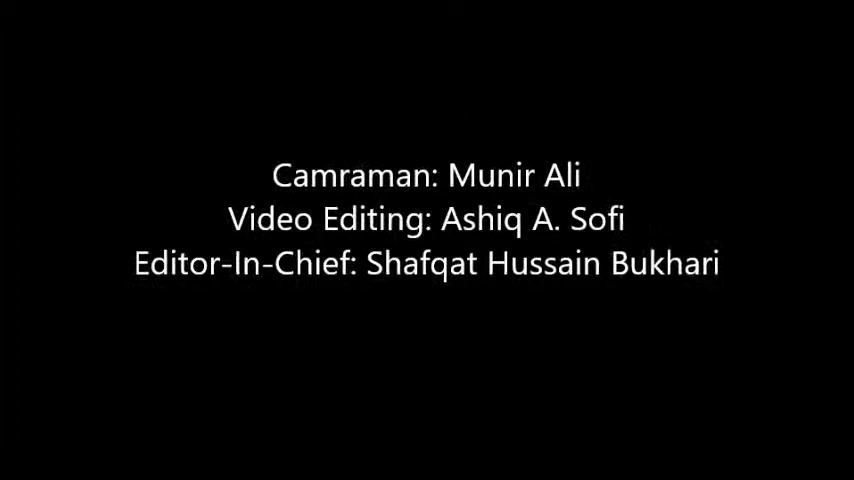 Camraman: Munir Ali
Video Editing: Ashiq A. Sofi
Editor-In-Chief: Shafqat Hussain Bukhari